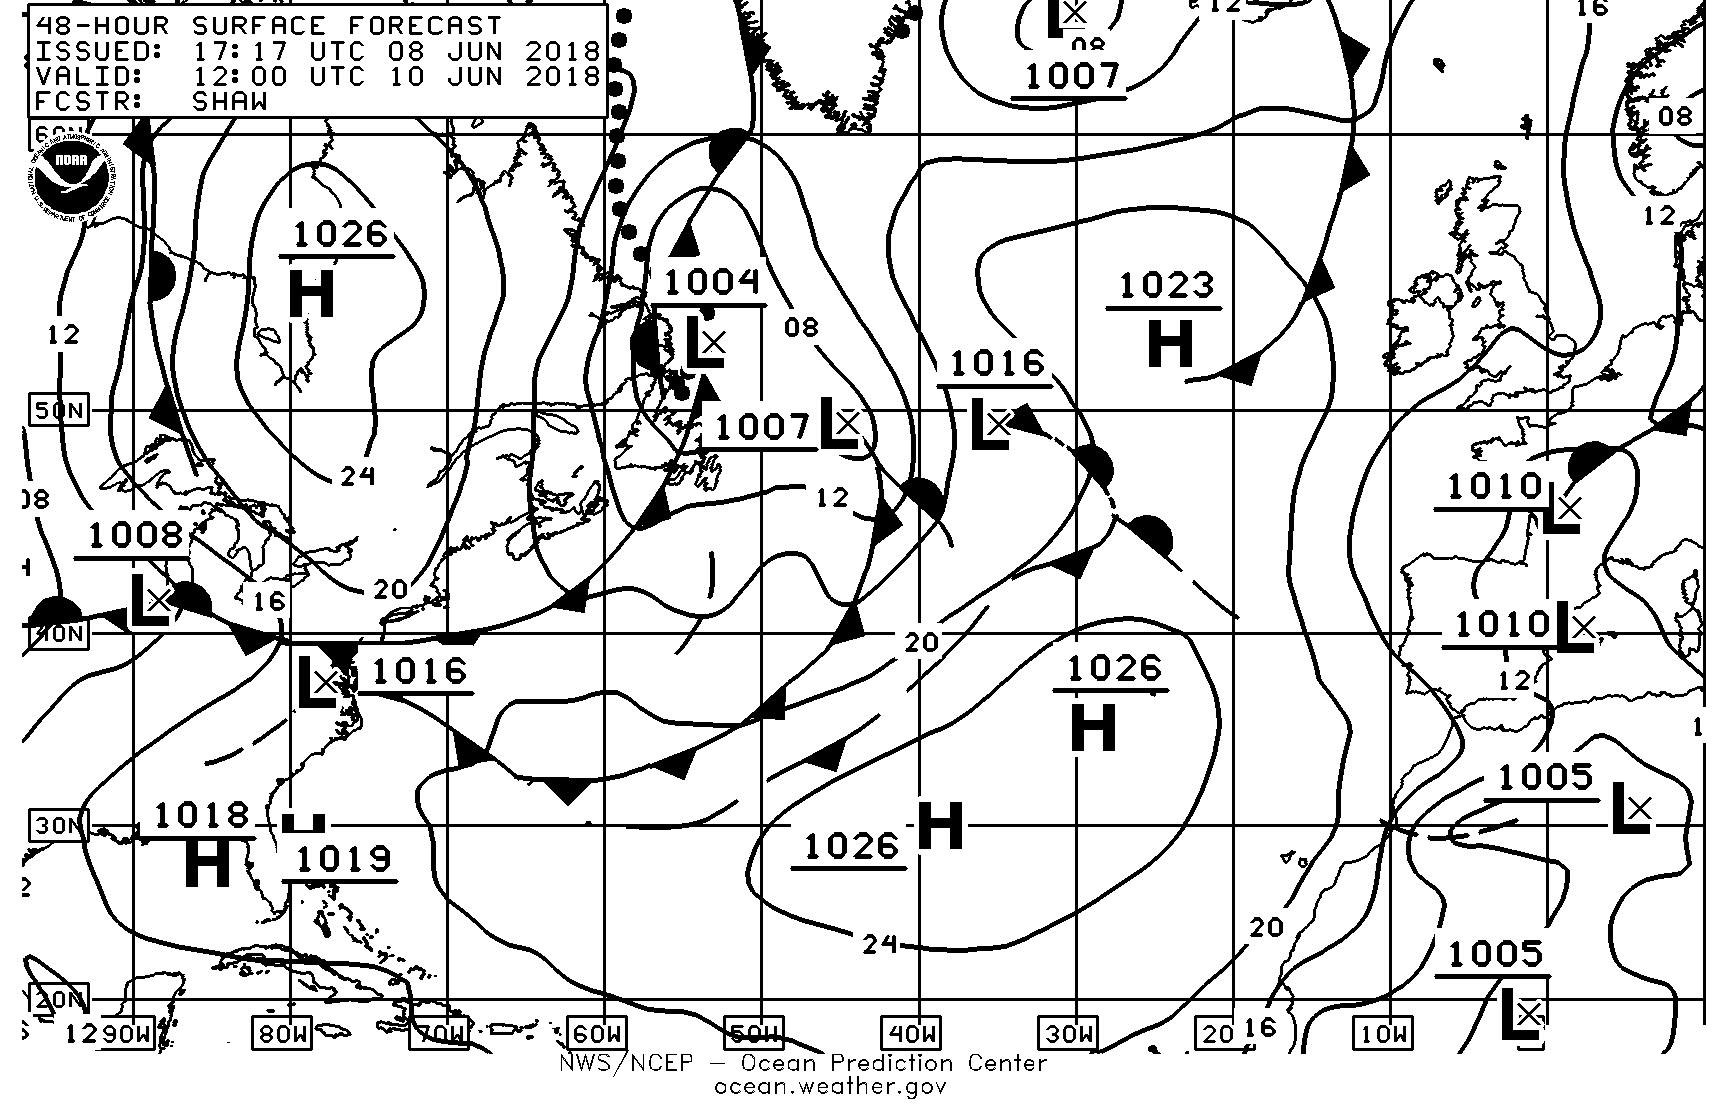 48-HOUR SURFACE FORECAST
ISSUED: 17:17 UTC 08 JUN 2018
VALID: 12:00 UTC 10 JUN 2018
FCSTR: SHAW
12
16
L
08
1007
08
60N
NOAA
12
1026
H
1004
L
08
1023
H
12
1016
L
50N
1007
L
24
08
12
1010
L
1008
L
20
16
40N
20
1010
L
12
1016
L
1026
H
1005
L
30N
1018
H
1019
1026
H
24
20
1005
L
20N
12
90W
80W
70W
60W
50W
40W
30W
20
16
10W
NWS/NCEP – Ocean Prediction Center
ocean.weather.gov